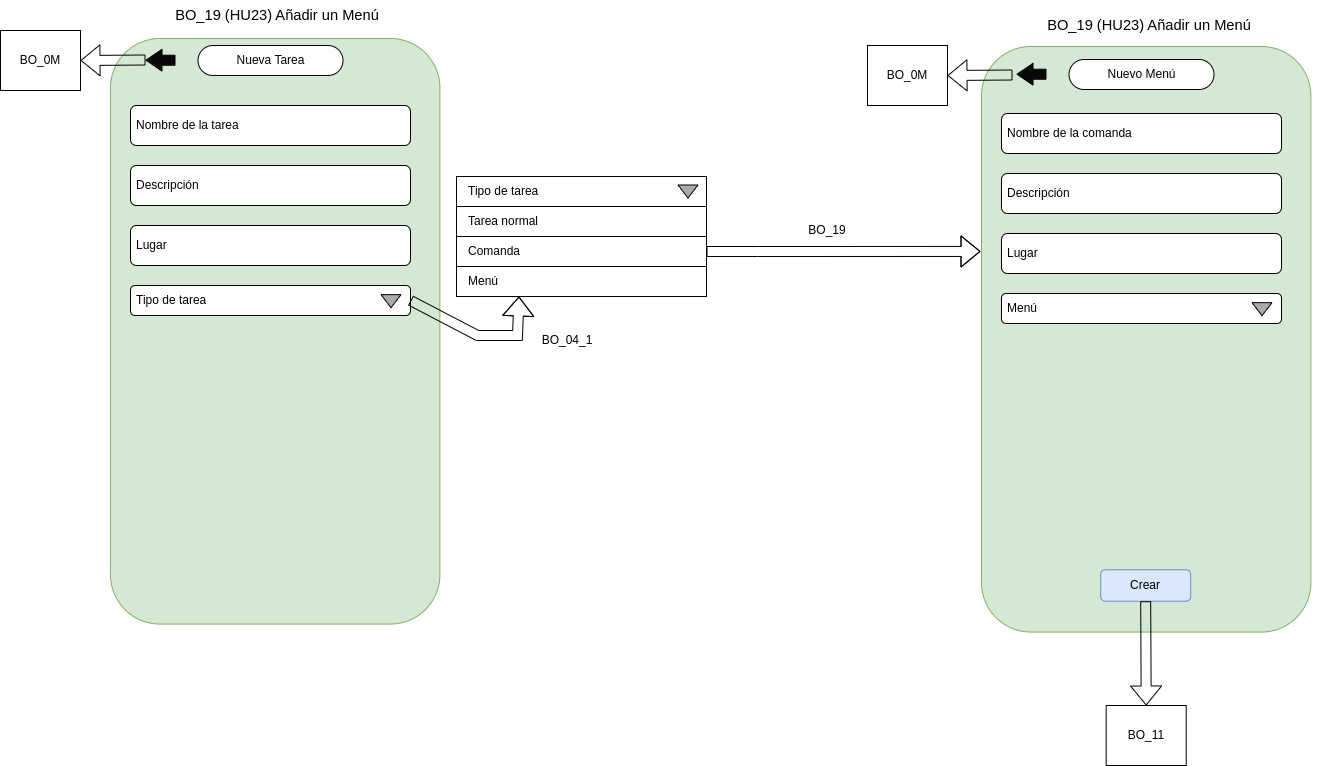 BO_19 (HU23) Añadir un Menú
BO_0M
Nueva Tarea
Nombre de la tarea
Descripción
Lugar
Tipo de tarea
Tipo de tarea
Tarea normal
Comanda
Menú
BO_04_1
BO_19
BO_19 (HU23) Añadir un Menú
BO_0M
Nuevo Menú
Nombre de la comanda
Descripción
Lugar
Menú
Crear
BO_11